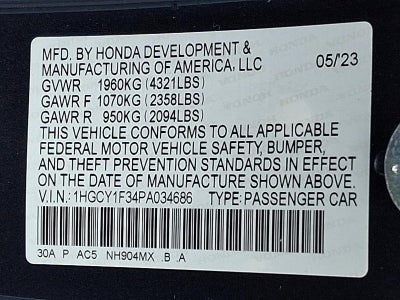 MFD. BY HONDA DEVELOPMENT &
MANUFACTURING OF AMERICA, LLC 05/'23
GVWR 1960KG (4321LBS)
GAWR F 1070KG (2358LBS)
GAWR R 950KG (2094LBS)
THIS VEHICLE CONFORMS TO ALL APPLICABLE
FEDERAL MOTOR VEHICLE SAFETY, BUMPER,
AND THEFT PREVENTION STANDARDS IN EFFECT
ON THE DATE OF MANUFACTURE SHOWN ABOVE.
V.I.N.: 1HGCY1F34PA034686 TYPE: PASSENGER CAR
30A P AC5 NH904MX .B .A